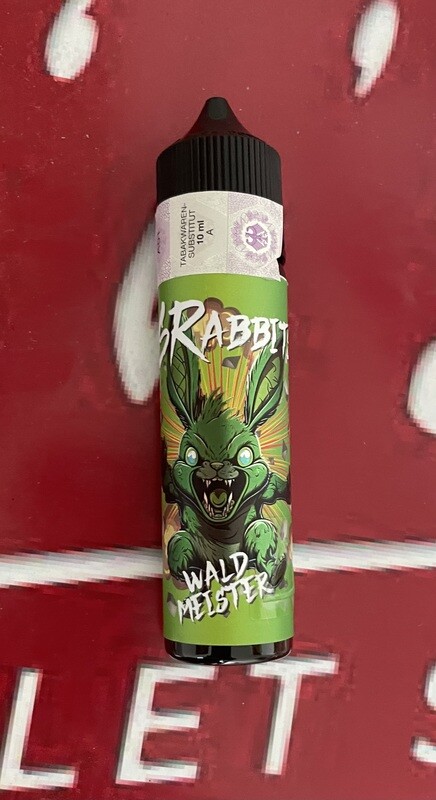 TABAKWAREN-
SUBSTITUT
10 ml
A
RABBIT
WALD
MEISTER
LET